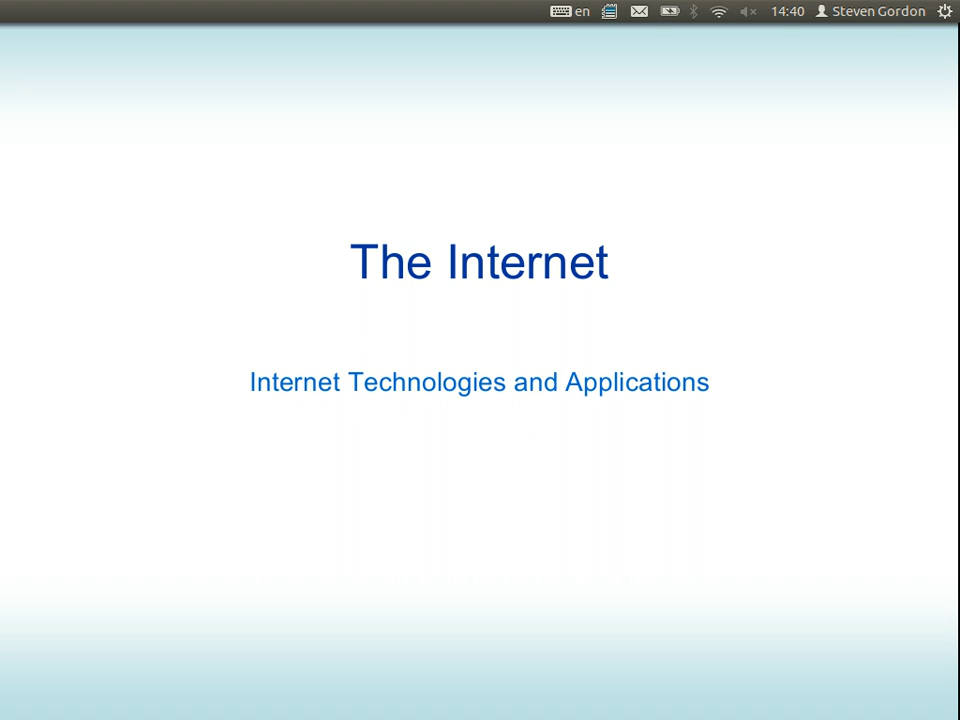 en 14:40 Steven Gordon
The Internet
Internet Technologies and Applications